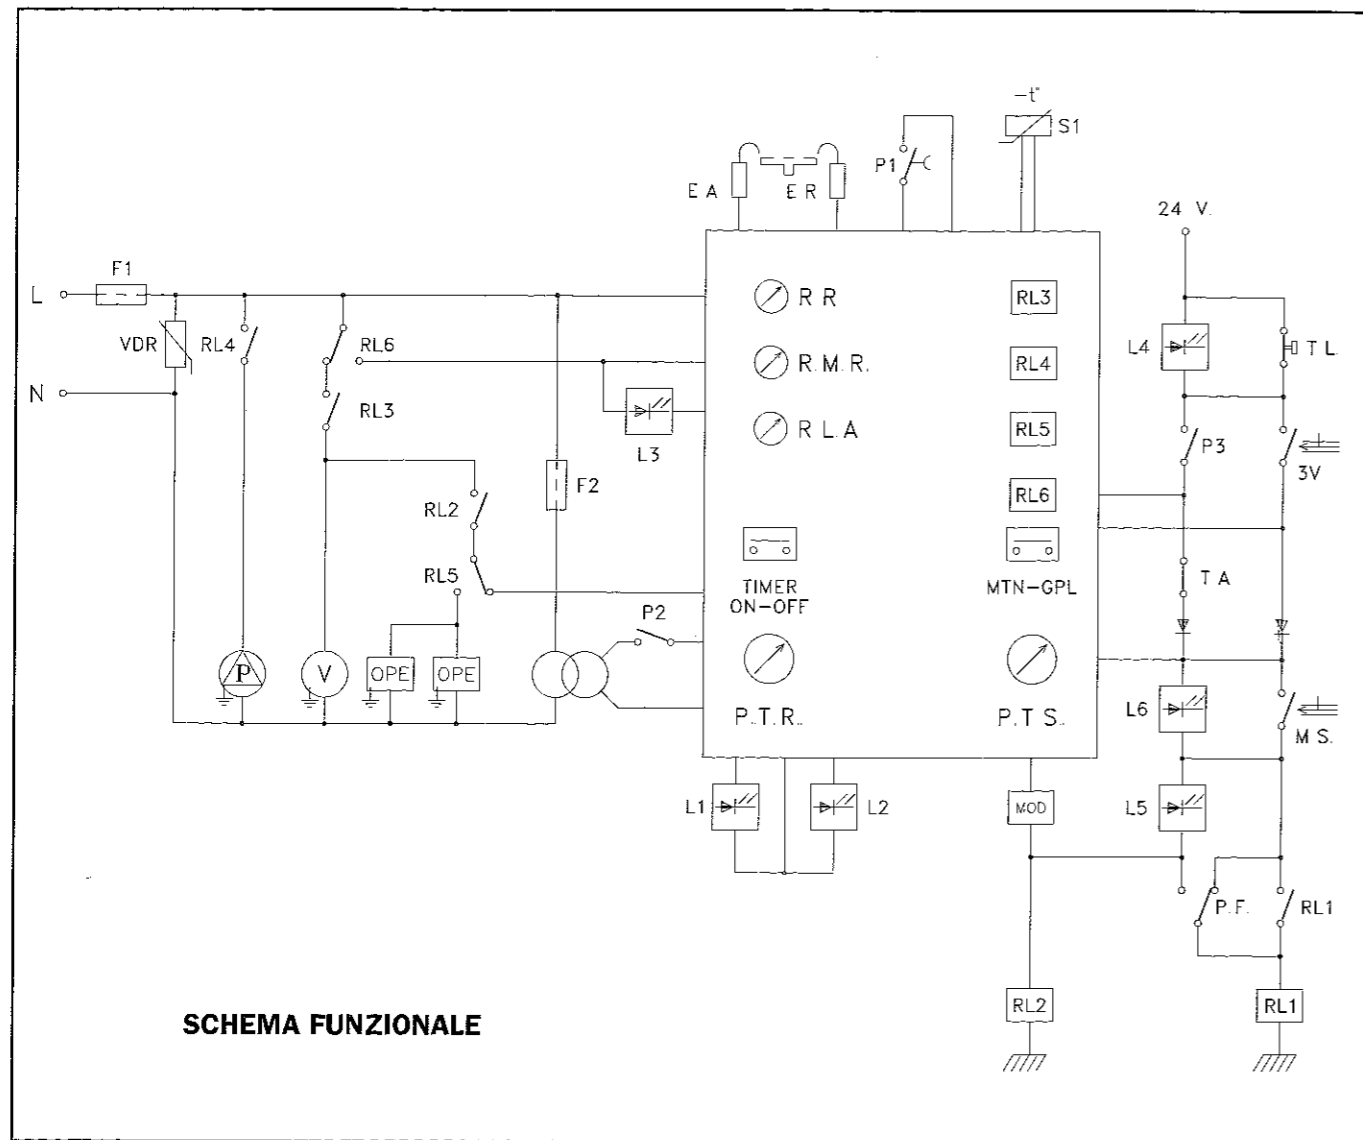 -t°
S1
P1
E A
E R
24 V.
F1
L
R R
RL3
VDR
RL4
RL6
L4
T L.
R.M.R.
RL4
N
RL3
R L.A
RL5
P3
L3
3V
F2
RL6
RL2
RL5
TIMER
ON-OFF
MTN-GPL
T A
P2
P
V
OPE
OPE
P.T.R.
P.T S.
L6
M S.
L1
L2
MOD
L5
P.F.
RL1
RL2
RL1
SCHEMA FUNZIONALE